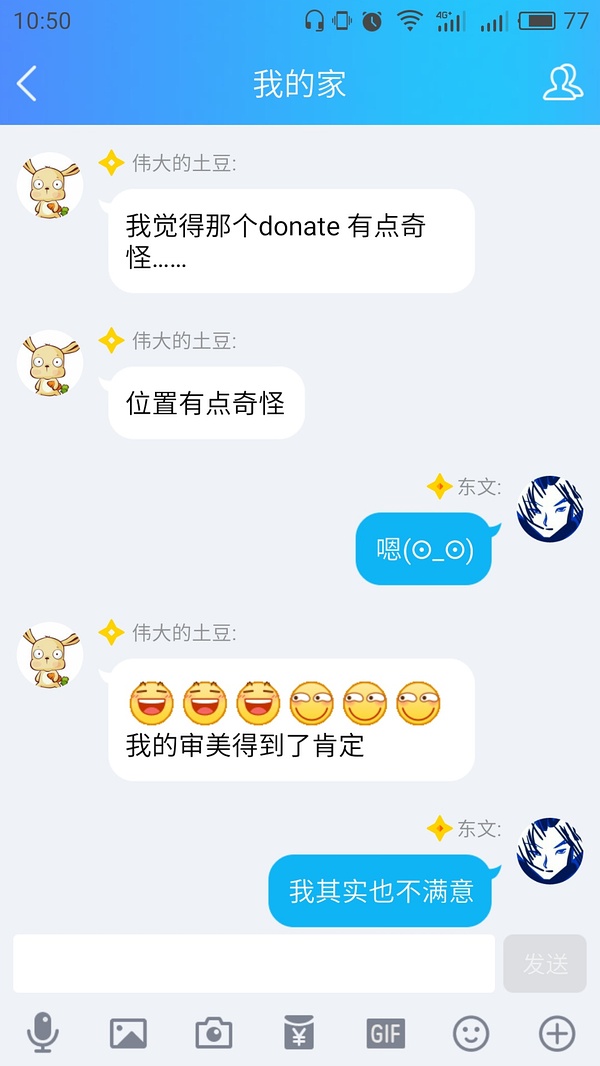 10:50
4G+
77
我的家
伟大的土豆:
我觉得那个donate 有点奇
怪……
伟大的土豆:
位置有点奇怪
东文:
嗯(⊙_⊙)
伟大的土豆:
我的审美得到了肯定
东文:
我其实也不满意
发送
¥
GIF